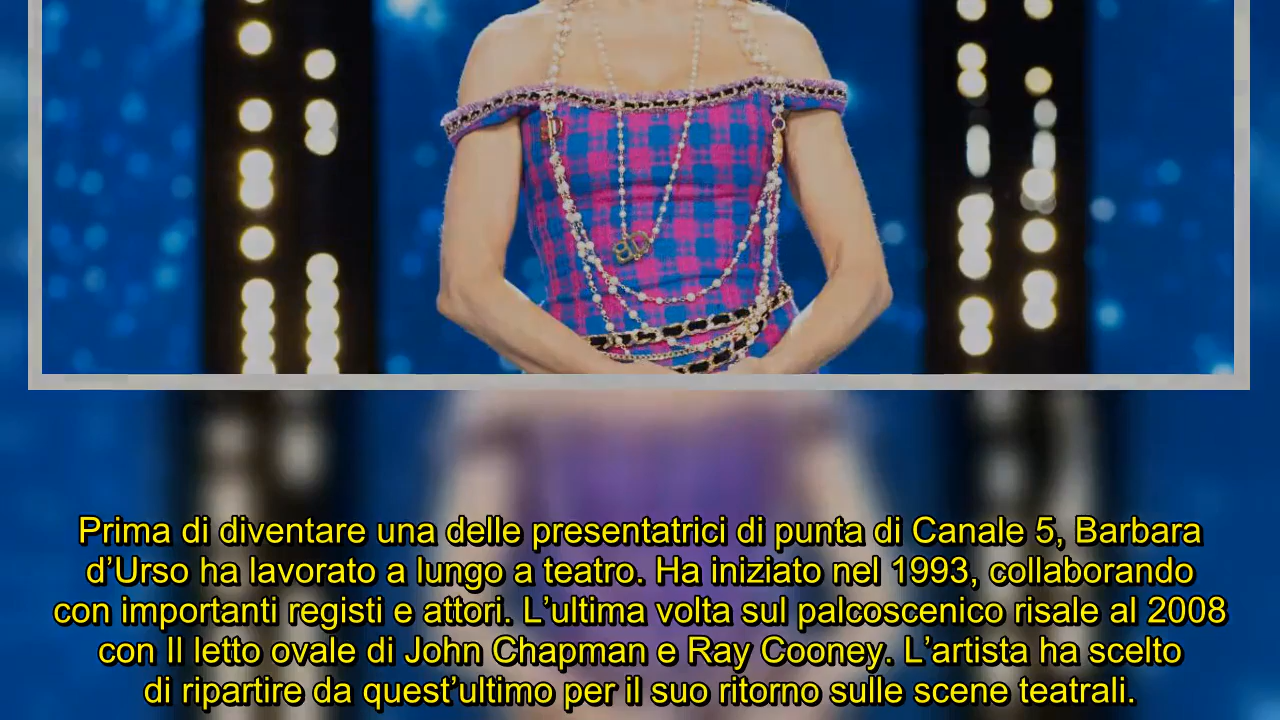 BD
Prima di diventare una delle presentatrici di punta di Canale 5, Barbara
d’Urso ha lavorato a lungo a teatro. Ha iniziato nel 1993, collaborando
con importanti registi e attori. L’ultima volta sul palcoscenico risale al 2008
con Il letto ovale di John Chapman e Ray Cooney. L’artista ha scelto
di ripartire da quest’ultimo per il suo ritorno sulle scene teatrali.